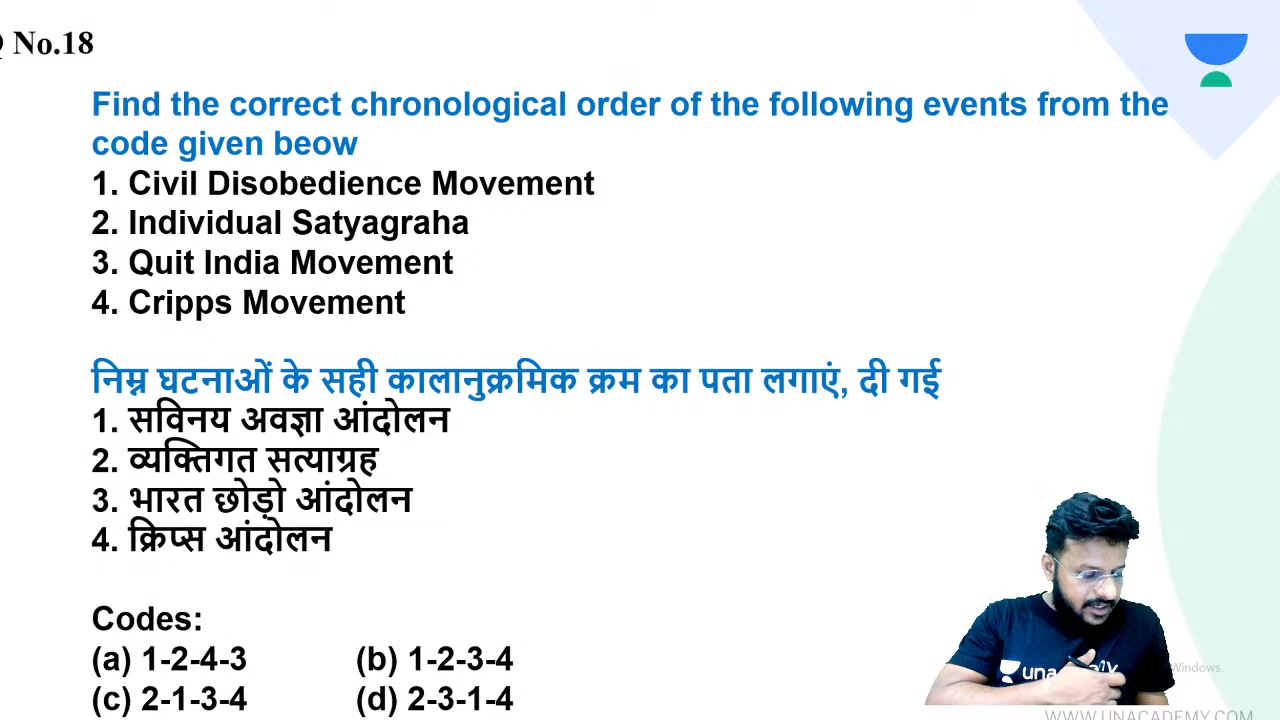 Q No.18
Find the correct chronological order of the following events from the
code given beow
1. Civil Disobedience Movement
2. Individual Satyagraha
3. Quit India Movement
4. Cripps Movement
निम्न घटनाओं के सही कालानुक्रमिक क्रम का पता लगाएं, दी गई
1. सविनय अवज्ञा आंदोलन
2. व्यक्तिगत सत्याग्रह
3. भारत छोड़ो आंदोलन
4. क्रिप्स आंदोलन
Codes:
(a) 1-2-4-3 (b) 1-2-3-4
(c) 2-1-3-4 (d) 2-3-1-4
Windows.
WWW.UNACADEMY.COM